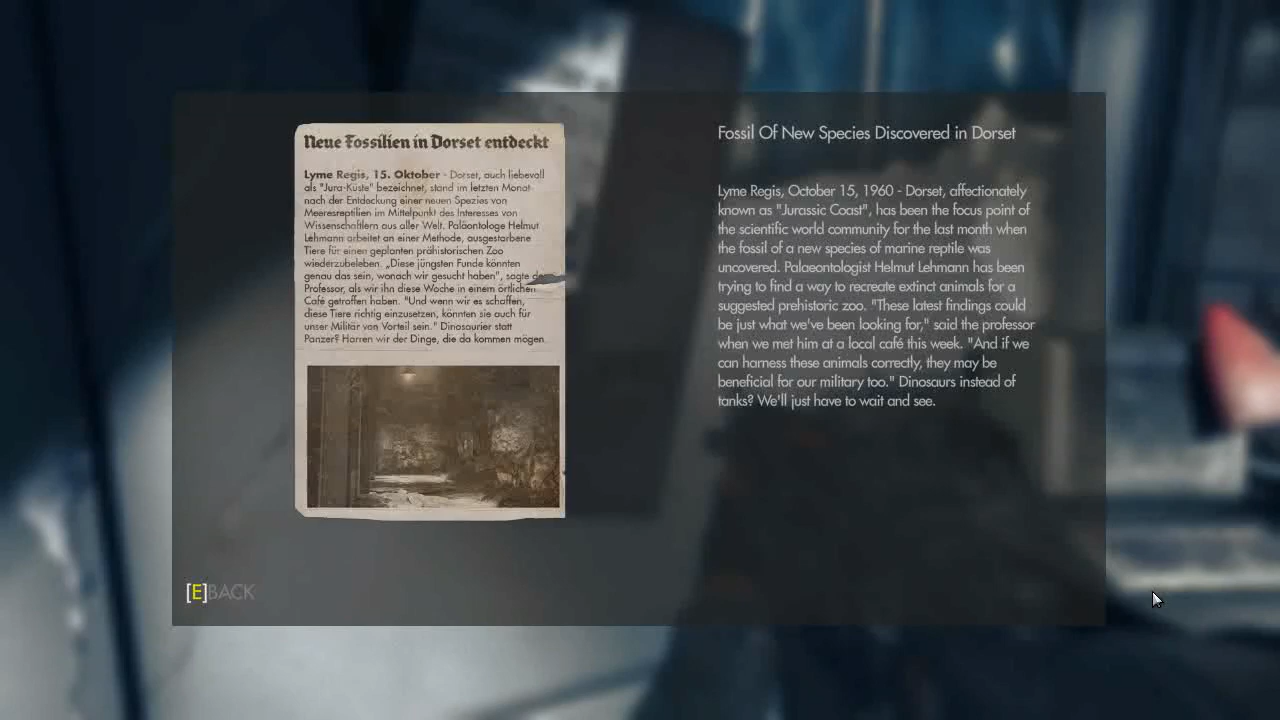 Neue Fossilien in Dorset entdeckt
Lyme Regis, 15. Oktober - Dorset, auch liebevoll
als "Jura-Küste" bezeichnet, stand im letzten Monat
nach der Entdeckung einer neuen Spezies von
Meeresreptilien im Mittelpunkt des Interesses von
Wissenschaftlern aus aller Welt. Paläontologe Helmut
Lehmann arbeitet an einer Methode, ausgestorbene
Tiere für einen geplanten prähistorischen Zoo
wiederzubeleben. „Diese jüngsten Funde könnten
genau das sein, wonach wir gesucht haben", sagte der
Professor, als wir ihn diese Woche in einem örtlichen
Café getroffen haben. "Und wenn wir es schaffen,
diese Tiere richtig einzusetzen, könnten sie auch für
unser Militär von Vorteil sein." Dinosaurier statt
Panzer? Harren wir der Dinge, die da kommen mögen.
Fossil Of New Species Discovered in Dorset
Lyme Regis, October 15, 1960 - Dorset, affectionately
known as "Jurassic Coast", has been the focus point of
the scientific world community for the last month when
the fossil of a new species of marine reptile was
uncovered. Palaeontologist Helmut Lehmann has been
trying to find a way to recreate extinct animals for a
suggested prehistoric zoo. "These latest findings could
be just what we've been looking for," said the professor
when we met him at a local café this week. "And if we
can harness these animals correctly, they may be
beneficial for our military too." Dinosaurs instead of
tanks? We'll just have to wait and see.
[E]BACK